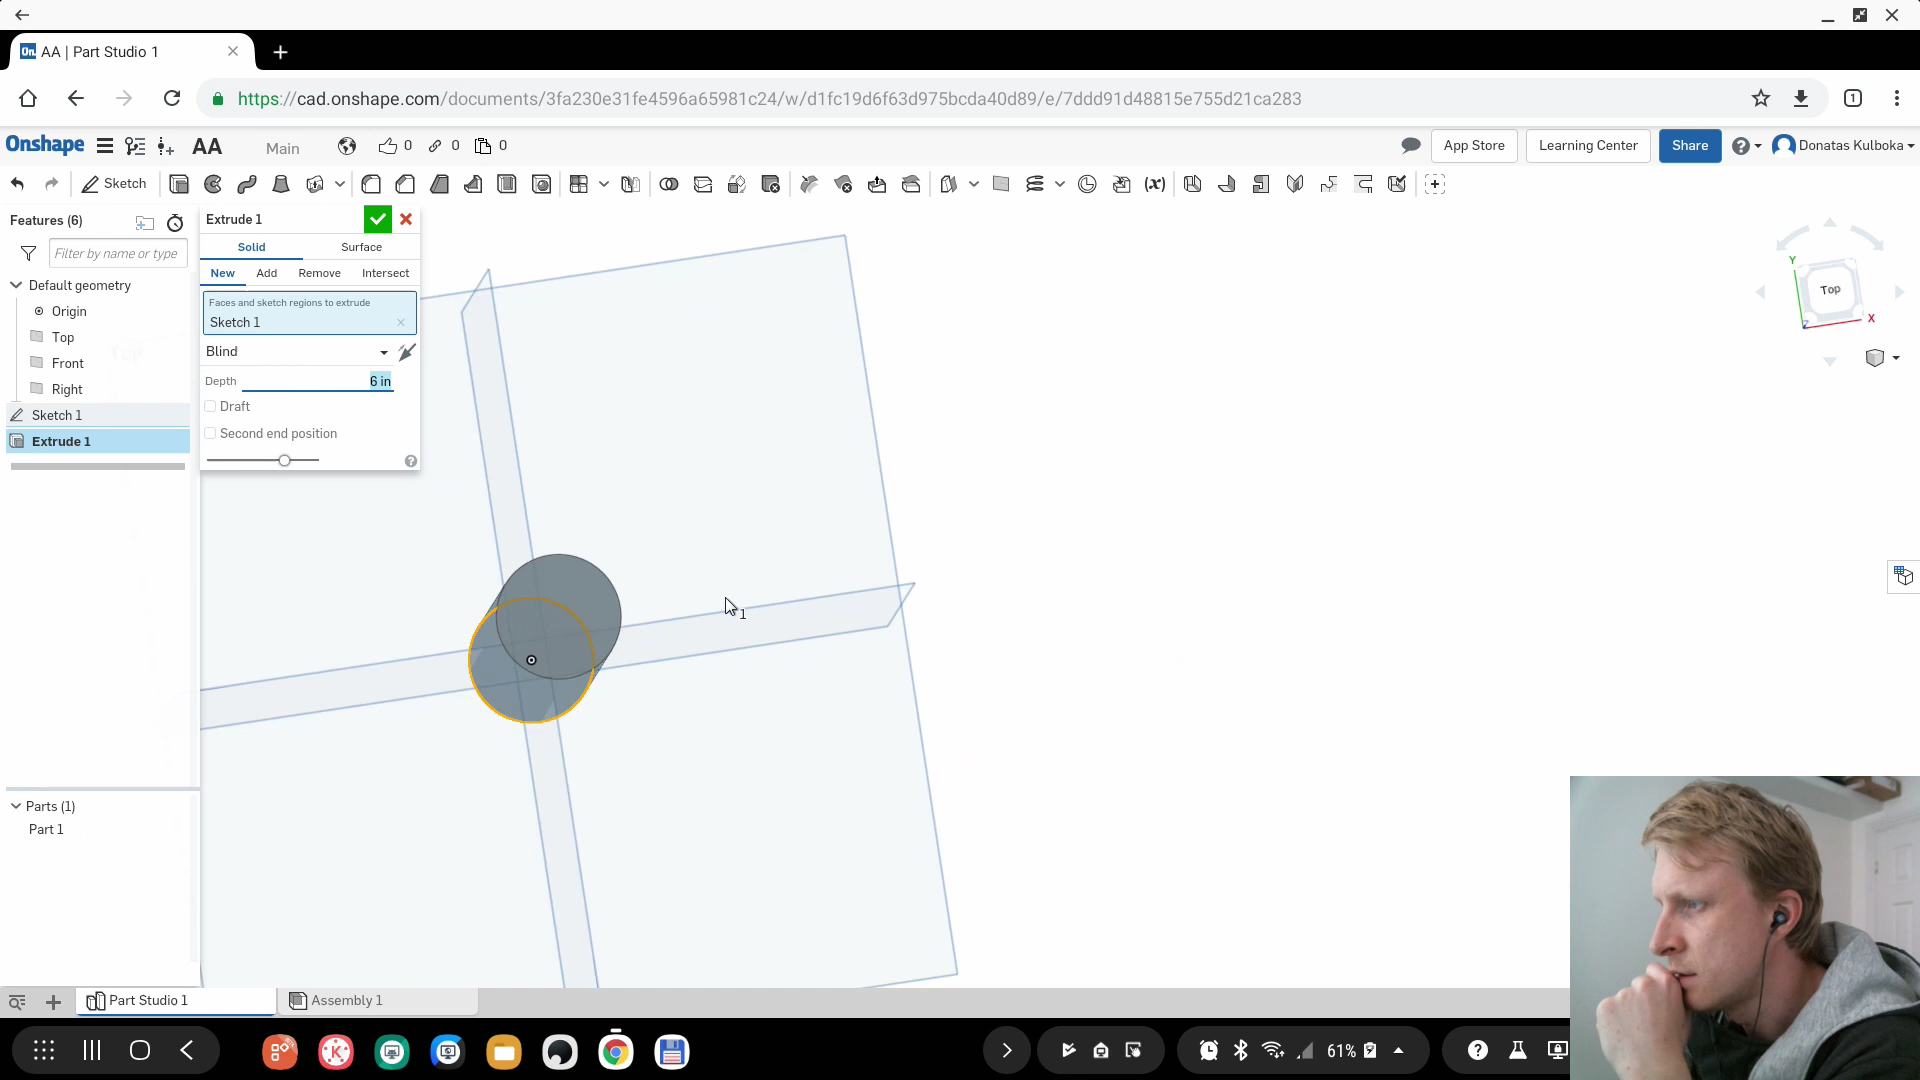 On AA | Part Studio 1
https://cad.onshape.com/documents/3fa230e31fe4596a65981c24/w/d1fc19d6f63d975bcda40d89/e/7ddd91d48815e755d21ca283
1
Onshape
AA
Main
0
0
0
App Store
Learning Center
Share
Donatas Kulboka
Sketch
(x)
Features (6)
Filter by name or type
Default geometry
Origin
Top
Front
Right
Sketch 1
Extrude 1
Extrude 1
Solid
Surface
New
Add
Remove
Intersect
Faces and sketch regions to extrude
Sketch 1
Blind
Depth
6 in
Draft
Second end position
Y
Top
Z
X
1
Parts (1)
Part 1
Part Studio 1
Assembly 1
61%